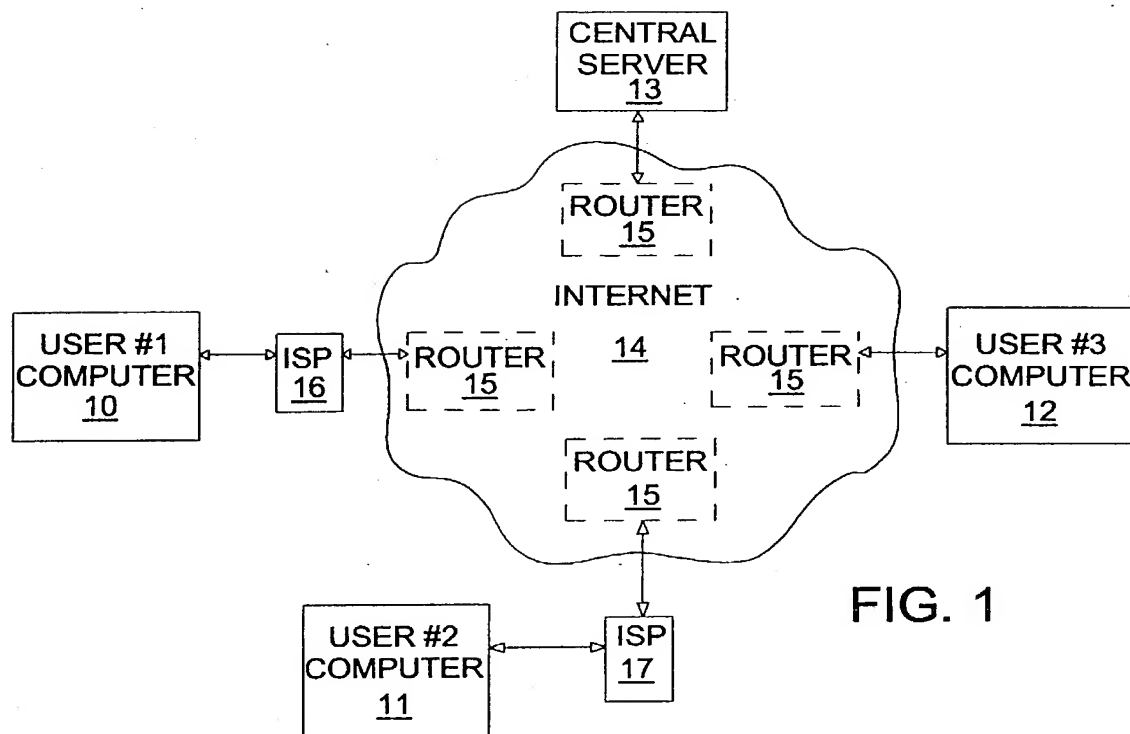 CENTRAL
SERVER
13
ROUTER
15
INTERNET
14
USER #1
COMPUTER
10
ISP
16
ROUTER
15
ROUTER
15
USER #3
COMPUTER
12
ROUTER
15
USER #2
COMPUTER
11
ISP
17
FIG. 1